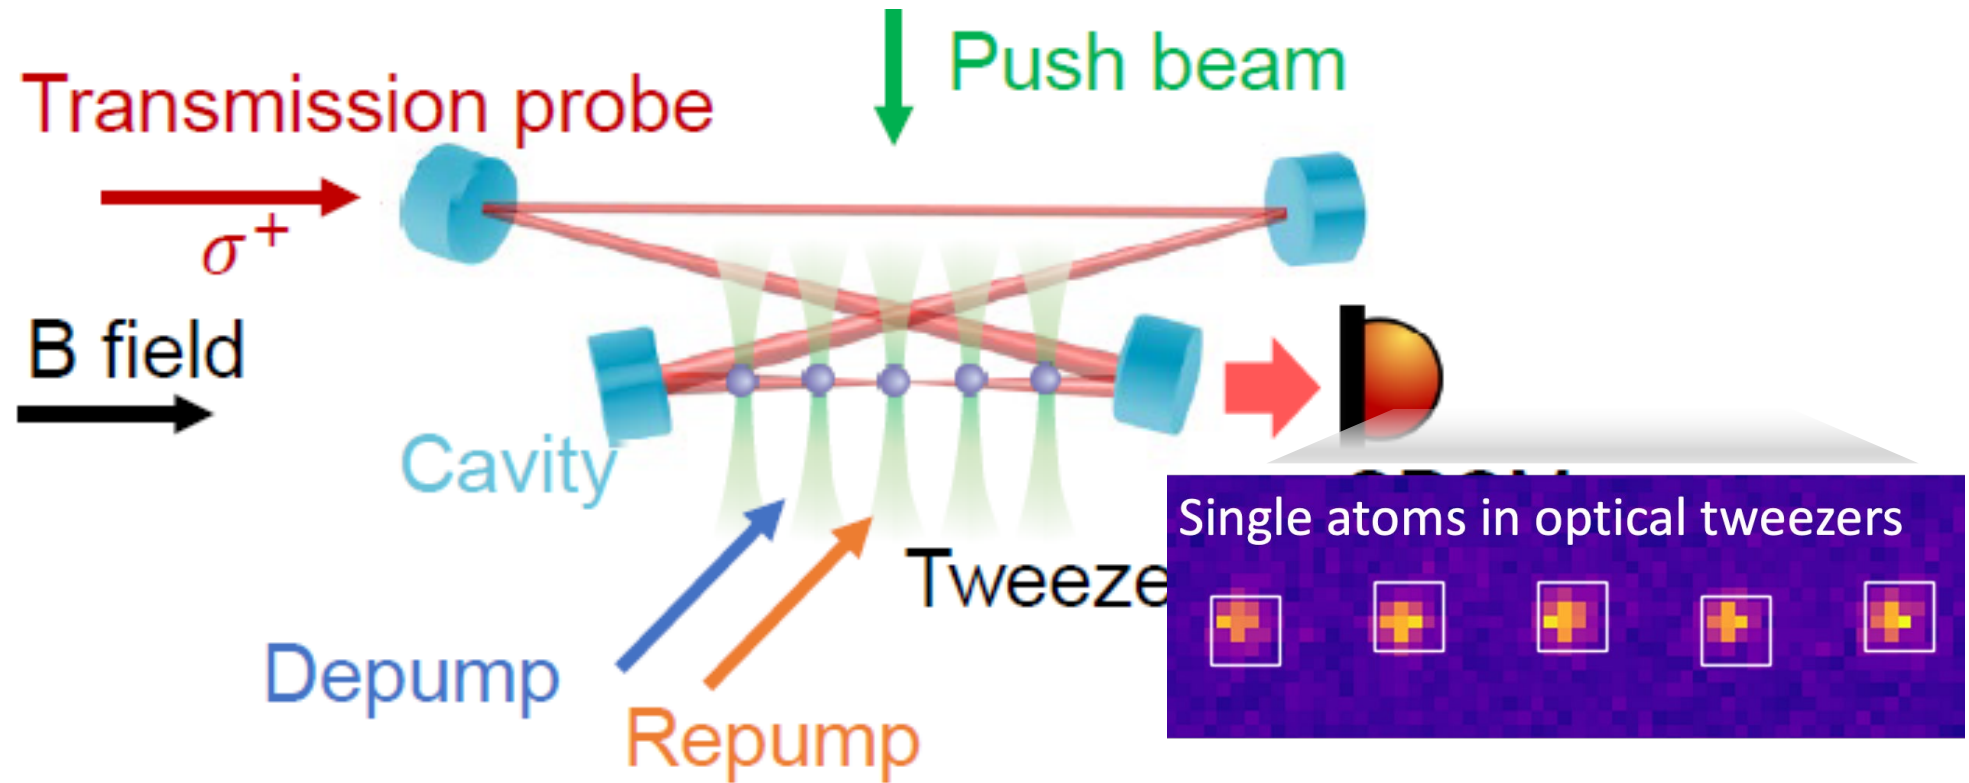 Push beam
Transmission probe
σ+
B field
Cavity
Single atoms in optical tweezers
Tweeze
Depump
Repump